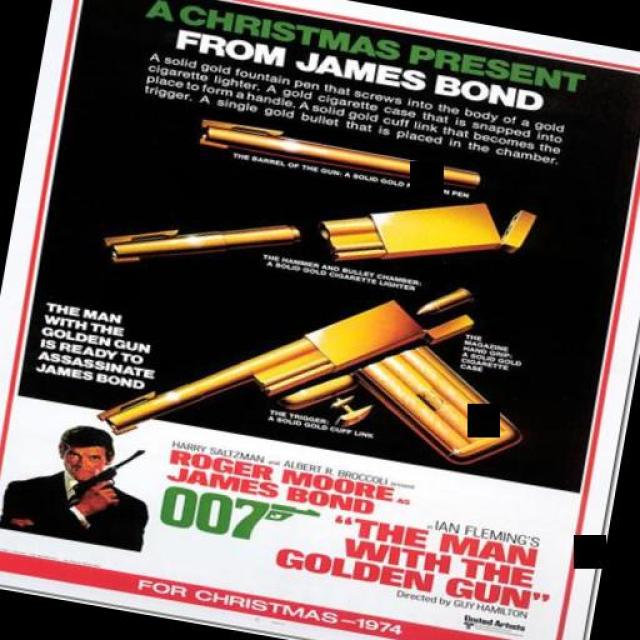 A CHRISTMAS PRESENT
FROM JAMES BOND
A solid gold fountain pen that screws into the body of a gold
cigarette lighter. A gold cigarette case that is snapped into
place to form a handle. A solid gold cuff link that becomes the
trigger. A single gold bullet that is placed in the chamber.
THE BARREL OF THE GUN: A SOLID GOLD PEN
THE HAMMER AND BULLET CHAMBER:
A SOLID GOLD CIGARETTE LIGHTER
THE MAN
WITH THE
GOLDEN GUN
IS READY TO
ASSASSINATE
JAMES BOND
THE
MAGAZINE
HAND GRIP:
A SOLID GOLD
CIGARETTE
CASE
THE TRIGGER:
A SOLID GOLD CUFF LINK
HARRY SALTZMAN and ALBERT R. BROCCOLI present
ROGER MOORE as
JAMES BOND
007
in IAN FLEMING'S
"THE MAN
WITH THE
GOLDEN GUN"
Directed by GUY HAMILTON
United Artists
FOR CHRISTMAS—1974